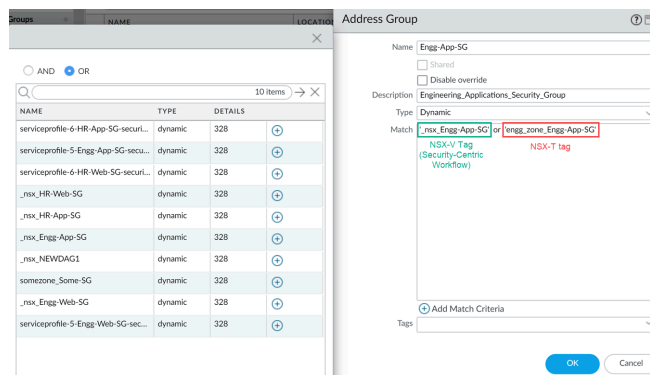 Groups
NAME LOCATION
AND OR
10 items
NAME TYPE DETAILS
serviceprofile-6-HR-App-SG-securi... dynamic 328
serviceprofile-5-Engg-App-SG-secu... dynamic 328
serviceprofile-6-HR-Web-SG-securi... dynamic 328
_nsx_HR-Web-SG dynamic 328
_nsx_HR-App-SG dynamic 328
_nsx_Engg-App-SG dynamic 328
_nsx_NEWDAG1 dynamic 328
somezone_Some-SG dynamic 328
_nsx_Engg-Web-SG dynamic 328
serviceprofile-5-Engg-Web-SG-sec... dynamic 328
Address Group
Name Engg-App-SG
Shared
Disable override
Description Engineering_Applications_Security_Group
Type Dynamic
Match '_nsx_Engg-App-SG' or 'engg_zone_Engg-App-SG'
NSX-V Tag
(Security-Centric
Workflow)
NSX-T tag
Add Match Criteria
Tags
OK Cancel